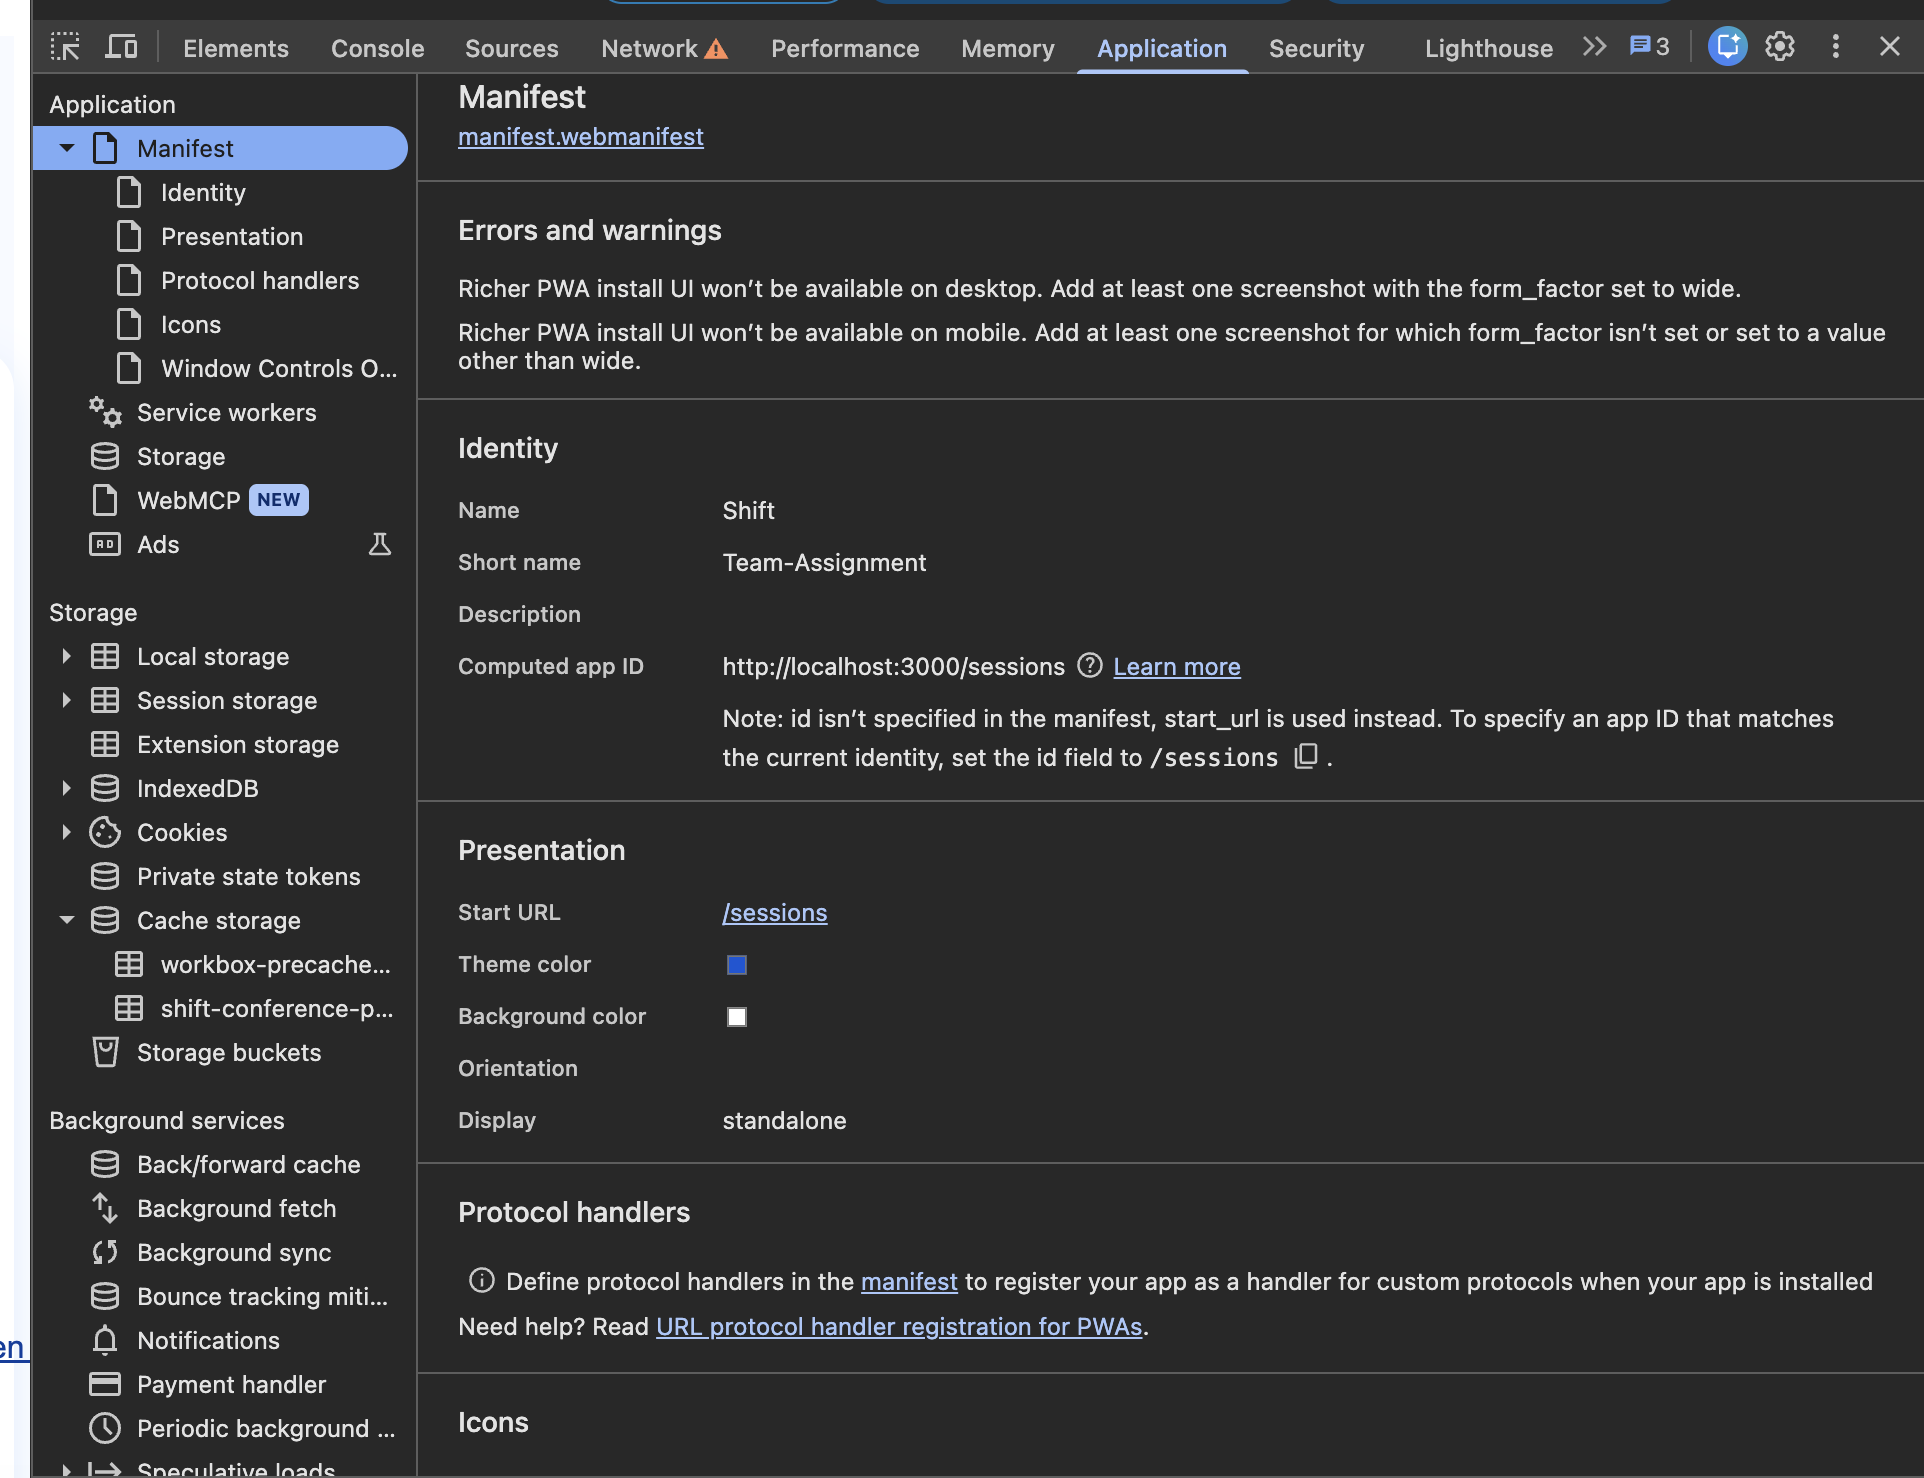 Elements Console Sources Network Performance Memory Application Security Lighthouse 3
Application
Manifest
Identity
Presentation
Protocol handlers
Icons
Window Controls O...
Service workers
Storage
WebMCP NEW
AD Ads
Storage
Local storage
Session storage
Extension storage
IndexedDB
Cookies
Private state tokens
Cache storage
workbox-precache...
shift-conference-p...
Storage buckets
Background services
Back/forward cache
Background fetch
Background sync
Bounce tracking miti...
Notifications
Payment handler
Periodic background ...
Speculative loads
en
Manifest
manifest.webmanifest
Errors and warnings
Richer PWA install UI won’t be available on desktop. Add at least one screenshot with the form_factor set to wide.
Richer PWA install UI won’t be available on mobile. Add at least one screenshot for which form_factor isn’t set or set to a value
other than wide.
Identity
Name Shift
Short name Team-Assignment
Description
Computed app ID http://localhost:3000/sessions Learn more
Note: id isn’t specified in the manifest, start_url is used instead. To specify an app ID that matches
the current identity, set the id field to /sessions .
Presentation
Start URL /sessions
Theme color
Background color
Orientation
Display standalone
Protocol handlers
Define protocol handlers in the manifest to register your app as a handler for custom protocols when your app is installed
Need help? Read URL protocol handler registration for PWAs.
Icons